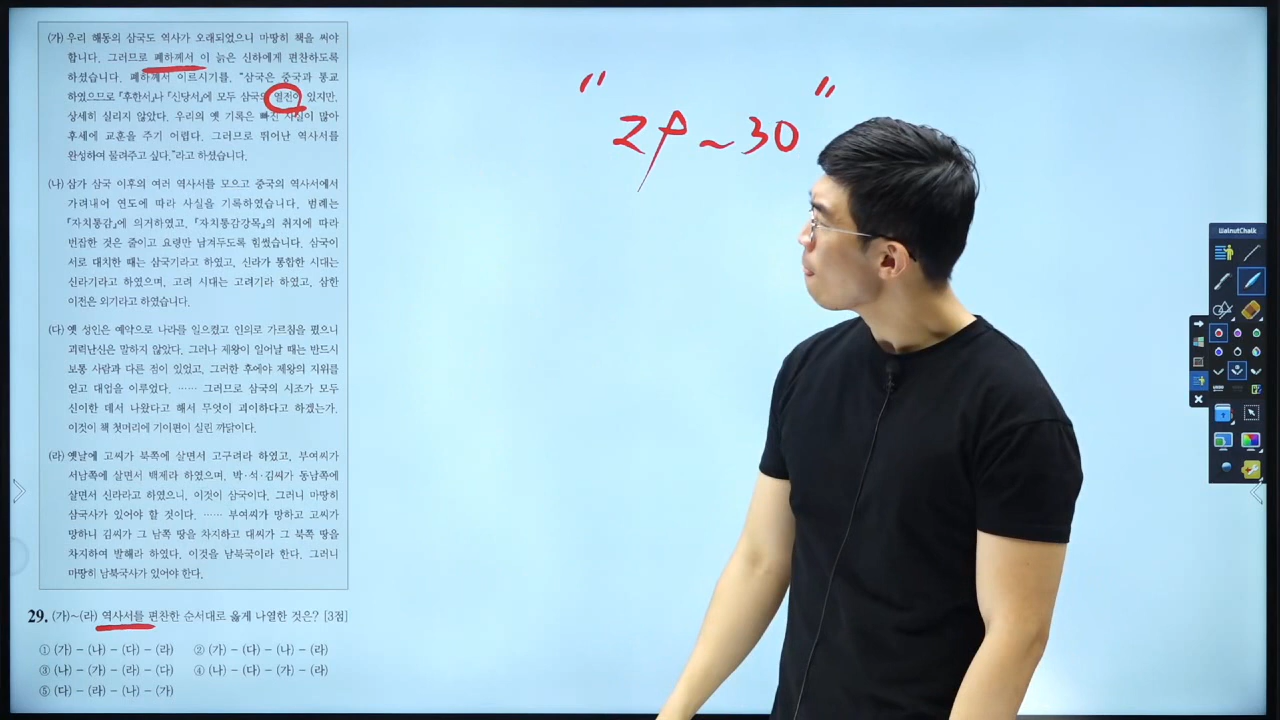 (가) 우리 해동의 삼국도 역사가 오래되었으니 마땅히 책을 써야
합니다. 그러므로 폐하께서 이 늙은 신하에게 편찬하도록
하셨습니다. 폐하께서 이르시기를, "삼국은 중국과 통교
하였으므로 『후한서』나 『신당서』에 모두 삼국의 열전이 있지만,
상세히 실리지 않았다. 우리의 옛 기록은 빠진 사실이 많아
후세에 교훈을 주기 어렵다. 그러므로 뛰어난 역사서를
완성하여 물려주고 싶다."라고 하셨습니다.
(나) 삼가 삼국 이후의 여러 역사서를 모으고 중국의 역사서에서
가려내어 연도에 따라 사실을 기록하였습니다. 범례는
『자치통감』에 의거하였고, 『자치통감강목』의 취지에 따라
번잡한 것은 줄이고 요령만 남겨두도록 힘썼습니다. 삼국이
서로 대치한 때는 삼국기라고 하였고, 신라가 통합한 시대는
신라기라고 하였으며, 고려 시대는 고려기라 하였고, 삼한
이전은 외기라고 하였습니다.
(다) 옛 성인은 예악으로 나라를 일으켰고 인의로 가르침을 폈으니
괴력난신은 말하지 않았다. 그러나 제왕이 일어날 때는 반드시
보통 사람과 다른 점이 있었고, 그러한 후에야 제왕의 지위를
얻고 대업을 이루었다. …… 그러므로 삼국의 시조가 모두
신이한 데서 나왔다고 해서 무엇이 괴이하다고 하겠는가.
이것이 책 첫머리에 기이편이 실린 까닭이다.
(라) 옛날에 고씨가 북쪽에 살면서 고구려라 하였고, 부여씨가
서남쪽에 살면서 백제라 하였으며, 박·석·김씨가 동남쪽에
살면서 신라라고 하였으니, 이것이 삼국이다. 그러니 마땅히
삼국사가 있어야 할 것이다. …… 부여씨가 망하고 고씨가
망하니 김씨가 그 남쪽 땅을 차지하고 대씨가 그 북쪽 땅을
차지하여 발해라 하였다. 이것을 남북국이라 한다. 그러니
마땅히 남북국사가 있어야 한다.
29. (가)~(라) 역사서를 편찬한 순서대로 옳게 나열한 것은? [3점]
① (가) - (나) - (다) - (라) ② (가) - (다) - (나) - (라)
③ (나) - (가) - (라) - (다) ④ (나) - (다) - (가) - (라)
⑤ (다) - (라) - (나) - (가)
"29~30"
WalnutChalk